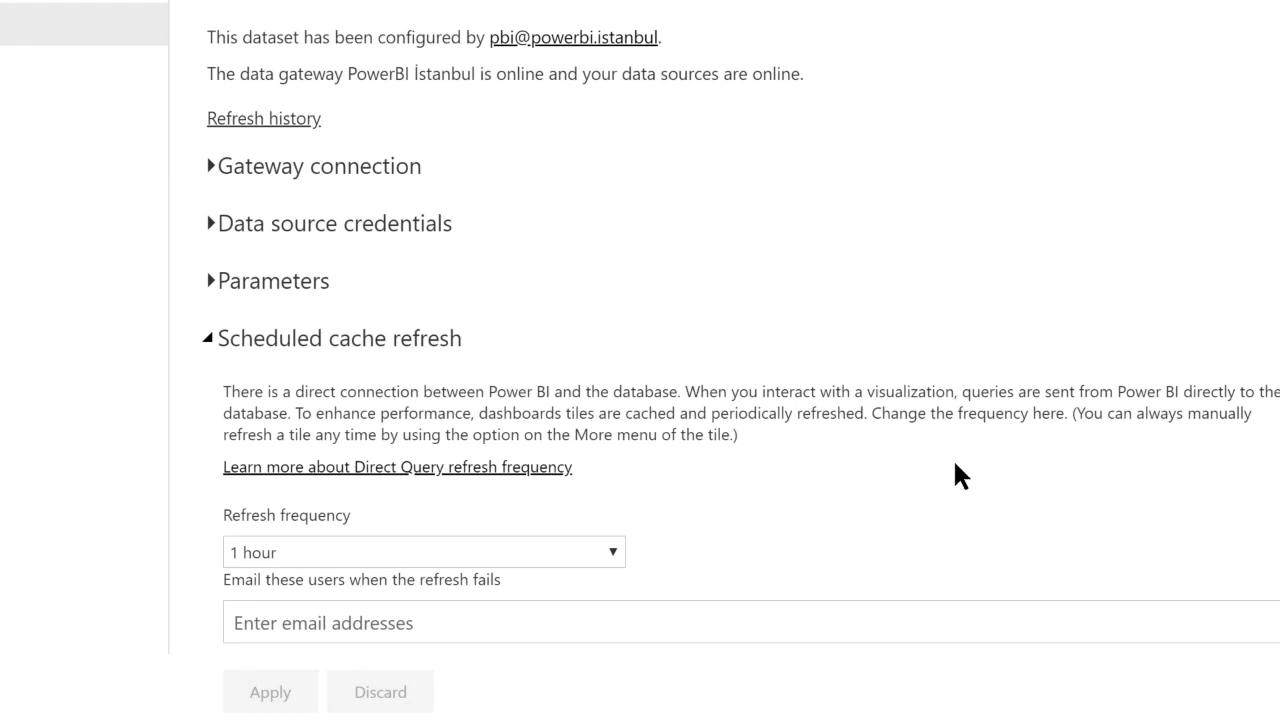 This dataset has been configured by pbi@powerbi.istanbul.
The data gateway PowerBI İstanbul is online and your data sources are online.
Refresh history
Gateway connection
Data source credentials
Parameters
Scheduled cache refresh
There is a direct connection between Power BI and the database. When you interact with a visualization, queries are sent from Power BI directly to the
database. To enhance performance, dashboards tiles are cached and periodically refreshed. Change the frequency here. (You can always manually
refresh a tile any time by using the option on the More menu of the tile.)
Learn more about Direct Query refresh frequency
Refresh frequency
1 hour
Email these users when the refresh fails
Enter email addresses
Apply Discard